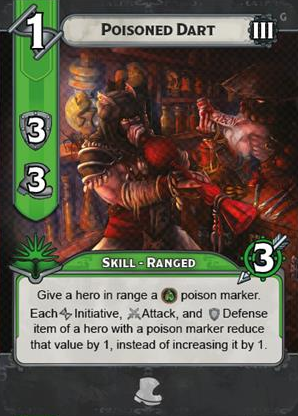 1
POISONED DART
III
G
3
3
SKILL - RANGED
3
Give a hero in range a poison marker.
Each Initiative, Attack, and Defense
item of a hero with a poison marker reduce
that value by 1, instead of increasing it by 1.